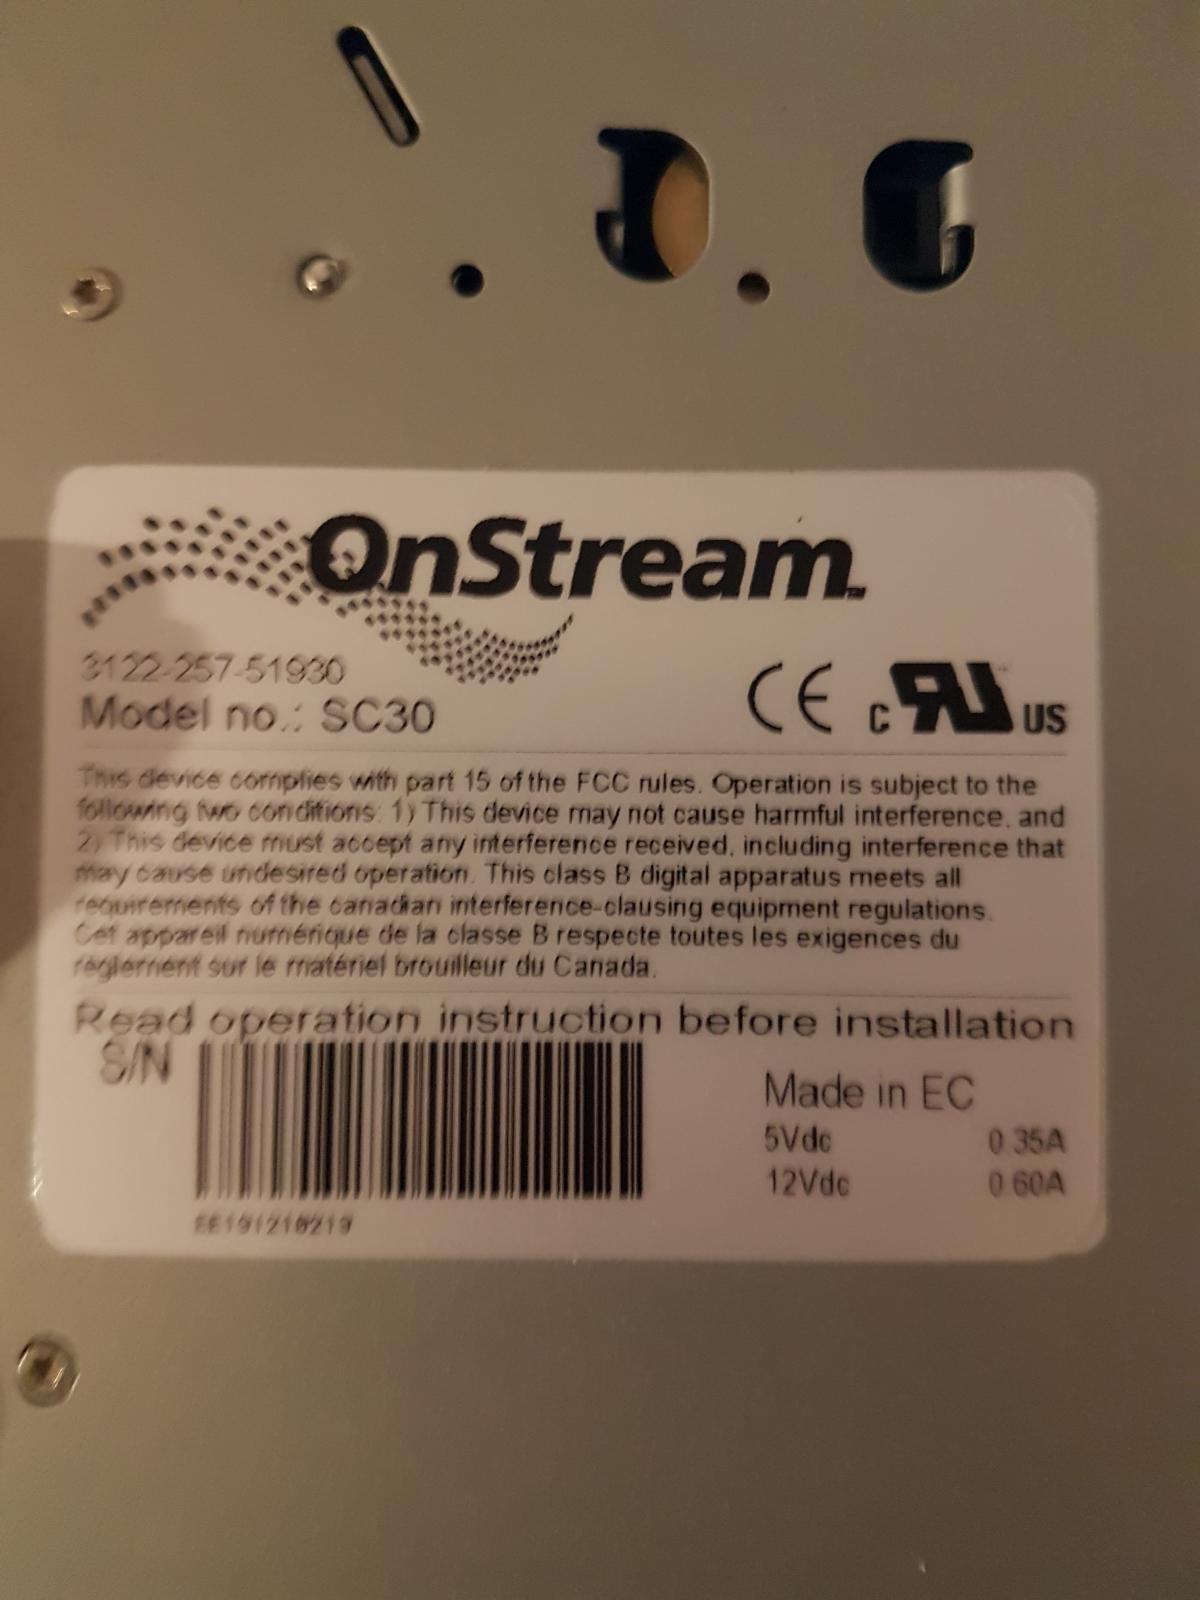 OnStream™
3122-257-51930
Model no.: SC30
CE c RU US
This device complies with part 15 of the FCC rules. Operation is subject to the
following two conditions: 1) This device may not cause harmful interference, and
2) This device must accept any interference received, including interference that
may cause undesired operation. This class B digital apparatus meets all
requirements of the canadian interference-clausing equipment regulations.
Cet appareil numérique de la classe B respecte toutes les exigences du
règlement sur le matériel brouilleur du Canada.
Read operation instruction before installation
S/N
Made in EC
5Vdc 0.35A
12Vdc 0.60A
EE191210219